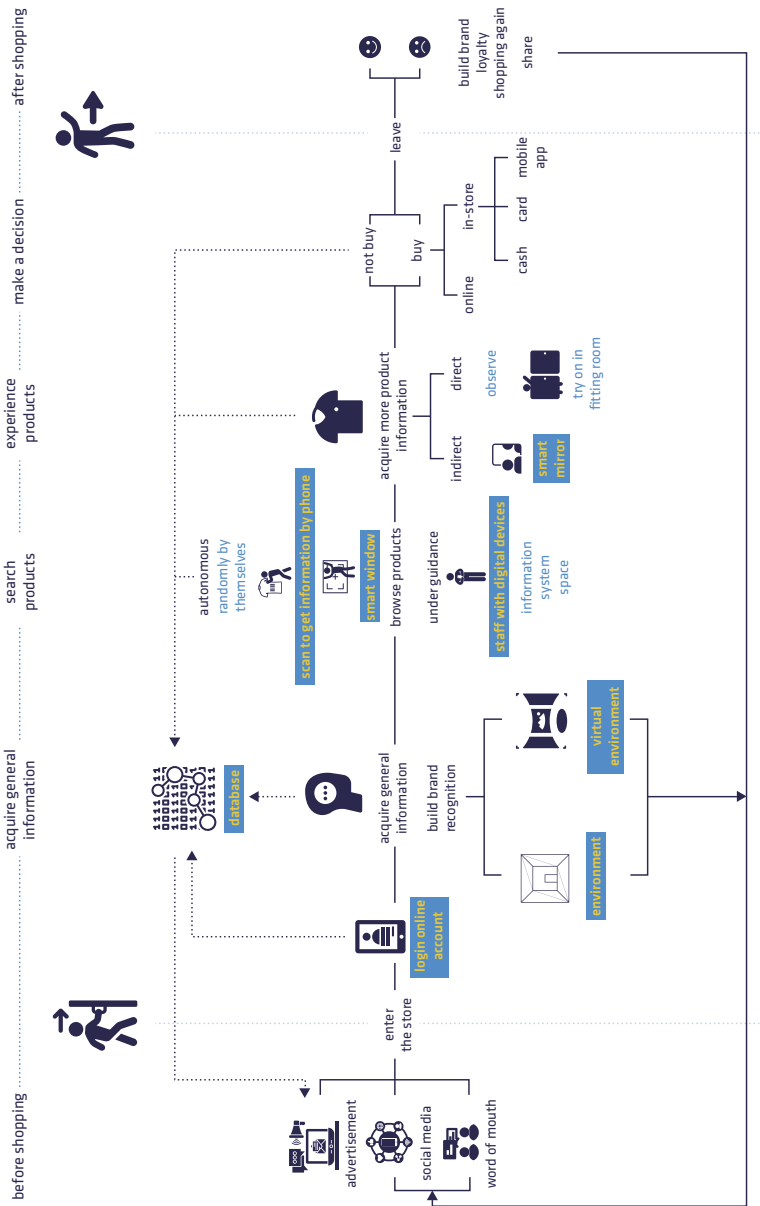 before shopping
acquire general
information
search
products
experience
products
make a decision
after shopping
advertisement
social media
word of mouth
enter
the store
login online
account
database
acquire general
information
build brand
recognition
environment
virtual
environment
autonomous
randomly by
themselves
scan to get information by phone
smart window
browse products
under guidance
staff with digital devices
information
system
space
acquire more product
information
indirect
direct
smart
mirror
observe
try on in
fitting room
not buy
buy
online
in-store
cash
card
mobile
app
leave
build brand
loyalty
shopping again
share